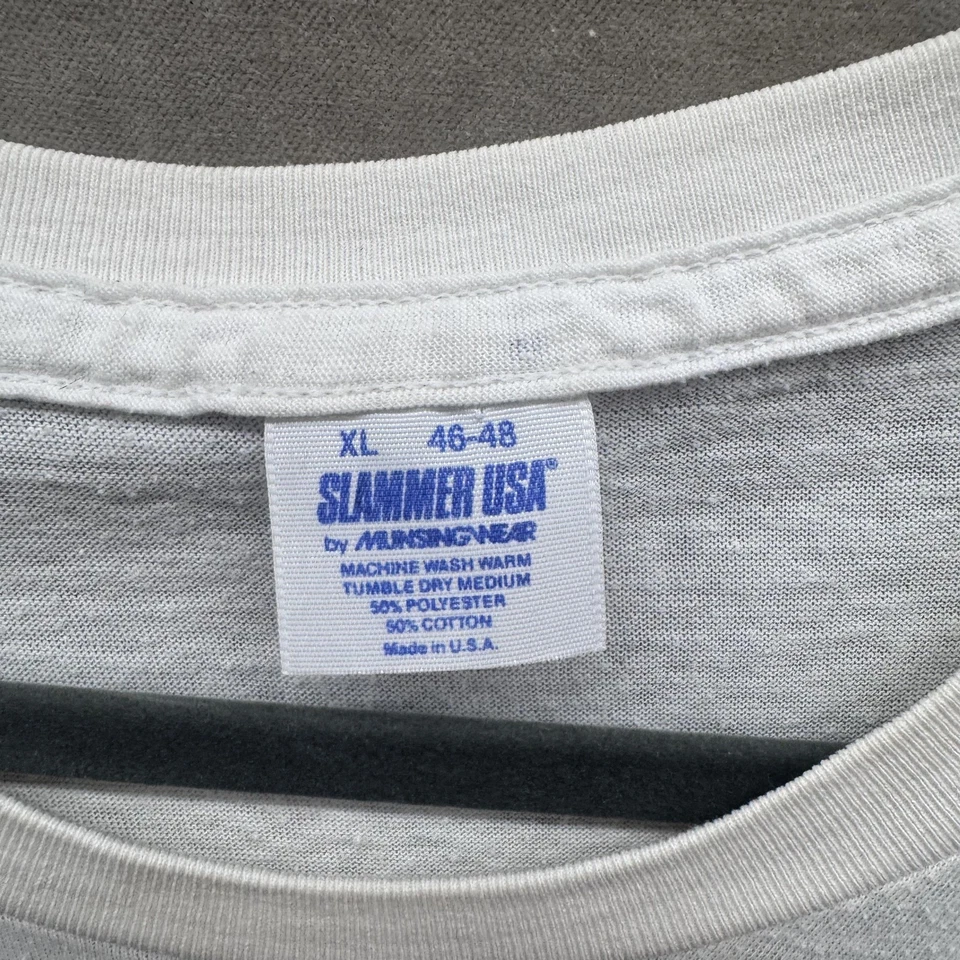 XL 46-48
SLAMMER USA®
by MUNSINGWEAR
MACHINE WASH WARM
TUMBLE DRY MEDIUM
50% POLYESTER
50% COTTON
Made in U.S.A.